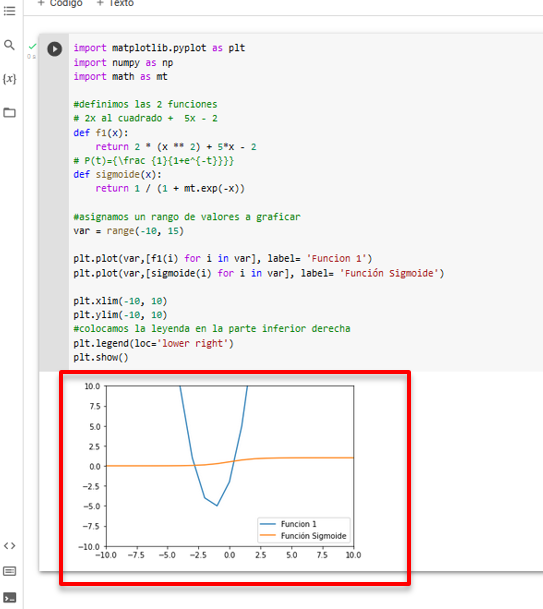 + Código + Texto
{x}
import matplotlib.pyplot as plt
import numpy as np
import math as mt
#definimos las 2 funciones
# 2x al cuadrado + 5x - 2
def f1(x):
return 2 * (x ** 2) + 5*x - 2
# P(t)={\frac {1}{1+e^{-t}}}}
def sigmoide(x):
return 1 / (1 + mt.exp(-x))
#asignamos un rango de valores a graficar
var = range(-10, 15)
plt.plot(var,[f1(i) for i in var], label= 'Funcion 1')
plt.plot(var,[sigmoide(i) for i in var], label= 'Función Sigmoide')
plt.xlim(-10, 10)
plt.ylim(-10, 10)
#colocamos la leyenda en la parte inferior derecha
plt.legend(loc='lower right')
plt.show()
10.0
7.5
5.0
2.5
0.0
−2.5
−5.0
−7.5
−10.0
Funcion 1
Función Sigmoide
−10.0 −7.5 −5.0 −2.5 0.0 2.5 5.0 7.5 10.0